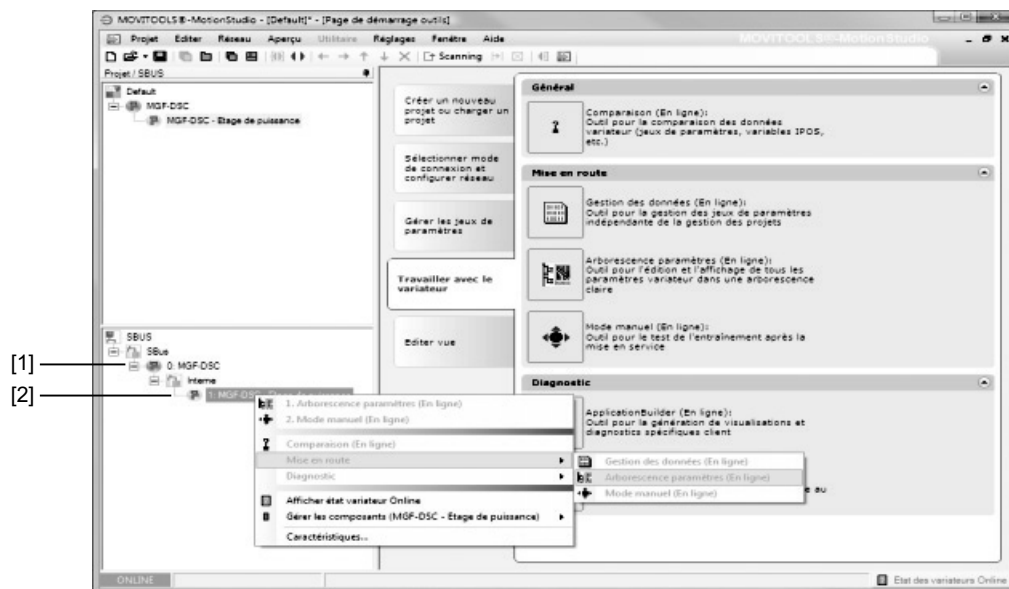 MOVITOOLS®-MotionStudio - [Default]* - [Page de démarrage outils]
Projet Editer Réseau Aperçu Utilitaire Réglages Fenêtre Aide
MOVITOOLS®-MotionStudio
Scanning
Projet / SBUS
Default
MGF-DSC
MGF-DSC - Etage de puissance
Créer un nouveau
projet ou charger un
projet
Sélectionner mode
de connexion et
configurer réseau
Gérer les jeux de
paramètres
Travailler avec le
variateur
Editer vue
Général
Comparaison (En ligne):
Outil pour la comparaison des données
variateur (jeux de paramètres, variables IPOS,
etc.)
Mise en route
Gestion des données (En ligne):
Outil pour la gestion des jeux de paramètres
indépendante de la gestion des projets
Arborescence paramètres (En ligne):
Outil pour l'édition et l'affichage de tous les
paramètres variateur dans une arborescence
claire
Mode manuel (En ligne):
Outil pour le test de l'entraînement après la
mise en service
Diagnostic
ApplicationBuilder (En ligne):
Outil pour la génération de visualisations et
diagnostics spécifiques client
e au
SBUS
SBus
[1]
0: MGF-DSC
Interne
[2]
1: MGF-DSC - Etage de puissance
1. Arborescence paramètres (En ligne)
2. Mode manuel (En ligne)
Comparaison (En ligne)
Mise en route
Diagnostic
Afficher état variateur Online
Gérer les composants (MGF-DSC - Etage de puissance)
Caractéristiques...
Gestion des données (En ligne)
Arborescence paramètres (En ligne)
Mode manuel (En ligne)
ONLINE
Etat des variateurs Online